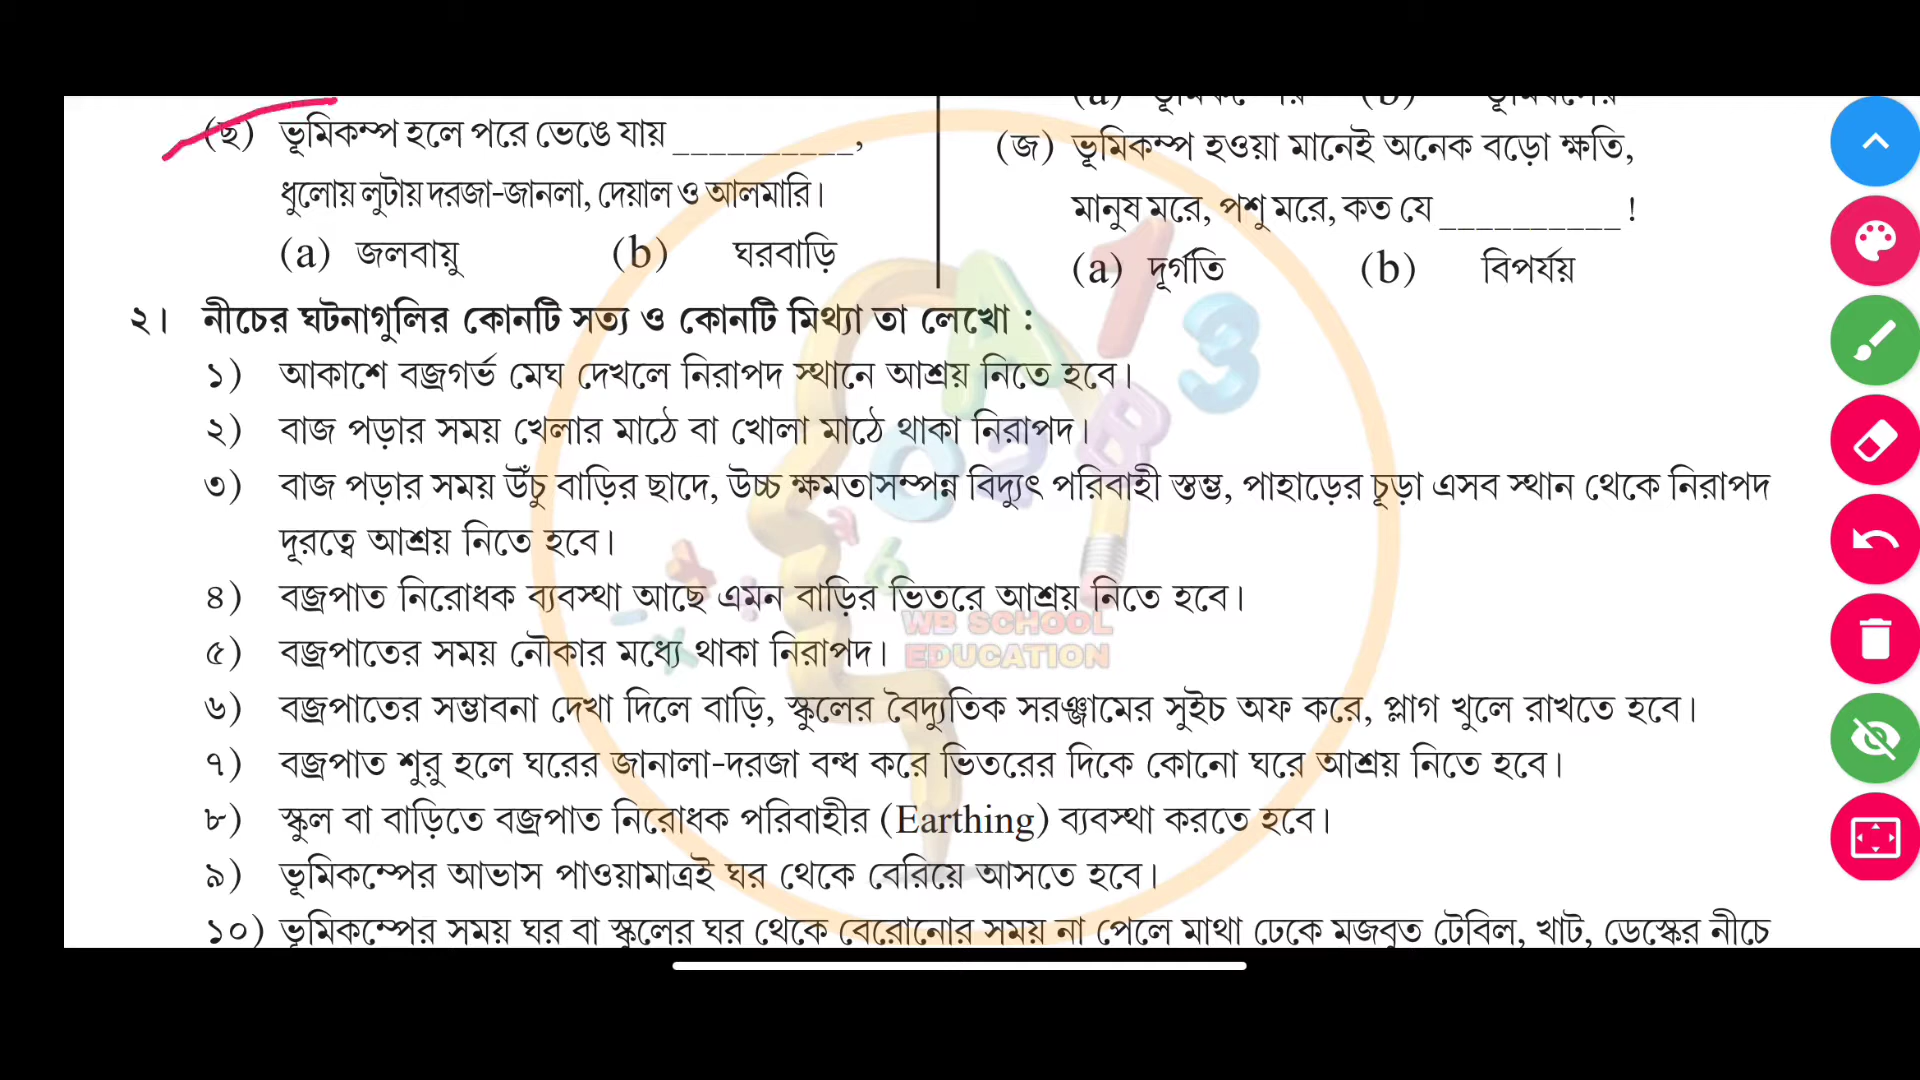 (ছ) ভূমিকম্প হলে পরে ভেঙে যায় __________,
ধুলোয় লুটায় দরজা-জানলা, দেয়াল ও আলমারি।
(a) জলবায়ু (b) ঘরবাড়ি
(জ) ভূমিকম্প হওয়া মানেই অনেক বড়ো ক্ষতি,
মানুষ মরে, পশু মরে, কত যে __________ !
(a) দূর্গতি (b) বিপর্যয়
২। নীচের ঘটনাগুলির কোনটি সত্য ও কোনটি মিথ্যা তা লেখো :
১) আকাশে বজ্রগর্ভ মেঘ দেখলে নিরাপদ স্থানে আশ্রয় নিতে হবে।
২) বাজ পড়ার সময় খেলার মাঠে বা খোলা মাঠে থাকা নিরাপদ।
৩) বাজ পড়ার সময় উঁচু বাড়ির ছাদে, উচ্চ ক্ষমতাসম্পন্ন বিদ্যুৎ পরিবাহী স্তম্ভ, পাহাড়ের চূড়া এসব স্থান থেকে নিরাপদ
দূরত্বে আশ্রয় নিতে হবে।
৪) বজ্রপাত নিরোধক ব্যবস্থা আছে এমন বাড়ির ভিতরে আশ্রয় নিতে হবে।
৫) বজ্রপাতের সময় নৌকার মধ্যে থাকা নিরাপদ।
৬) বজ্রপাতের সম্ভাবনা দেখা দিলে বাড়ি, স্কুলের বৈদ্যুতিক সরঞ্জামের সুইচ অফ করে, প্লাগ খুলে রাখতে হবে।
৭) বজ্রপাত শুরু হলে ঘরের জানালা-দরজা বন্ধ করে ভিতরের দিকে কোনো ঘরে আশ্রয় নিতে হবে।
৮) স্কুল বা বাড়িতে বজ্রপাত নিরোধক পরিবাহীর (Earthing) ব্যবস্থা করতে হবে।
৯) ভূমিকম্পের আভাস পাওয়ামাত্রই ঘর থেকে বেরিয়ে আসতে হবে।
১০) ভূমিকম্পের সময় ঘর বা স্কুলের ঘর থেকে বেরোনোর সময় না পেলে মাথা ঢেকে মজবুত টেবিল, খাট, ডেস্কের নীচে
WB SCHOOL
EDUCATION